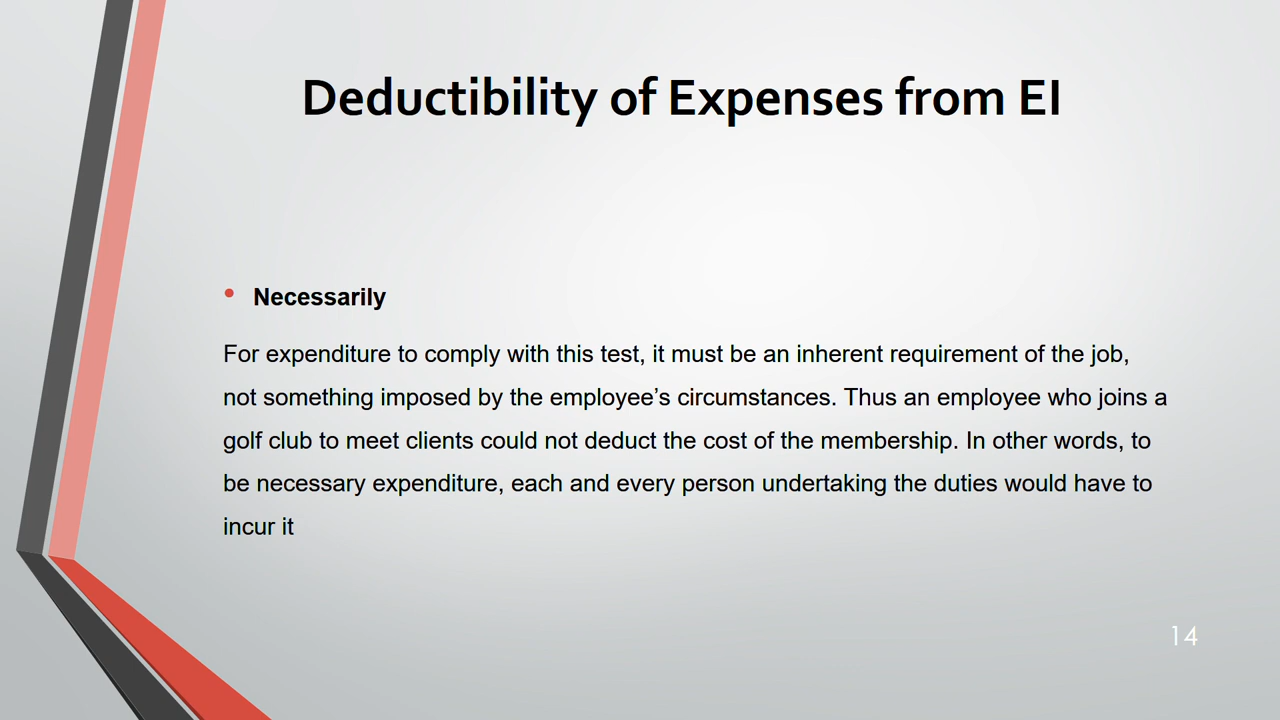 Deductibility of Expenses from EI
• Necessarily
For expenditure to comply with this test, it must be an inherent requirement of the job,
not something imposed by the employee’s circumstances. Thus an employee who joins a
golf club to meet clients could not deduct the cost of the membership. In other words, to
be necessary expenditure, each and every person undertaking the duties would have to
incur it
14